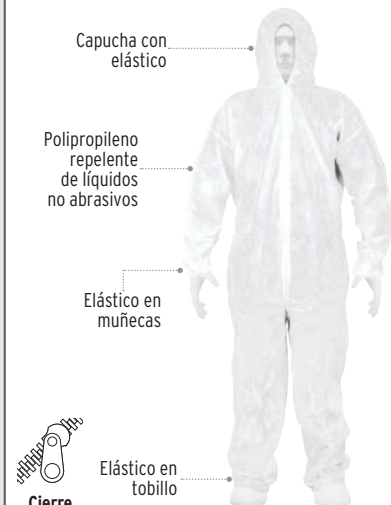 Capucha con
elástico
Polipropileno
repelente
de líquidos
no abrasivos
Elástico en
muñecas
Elástico en
tobillo
Cierre